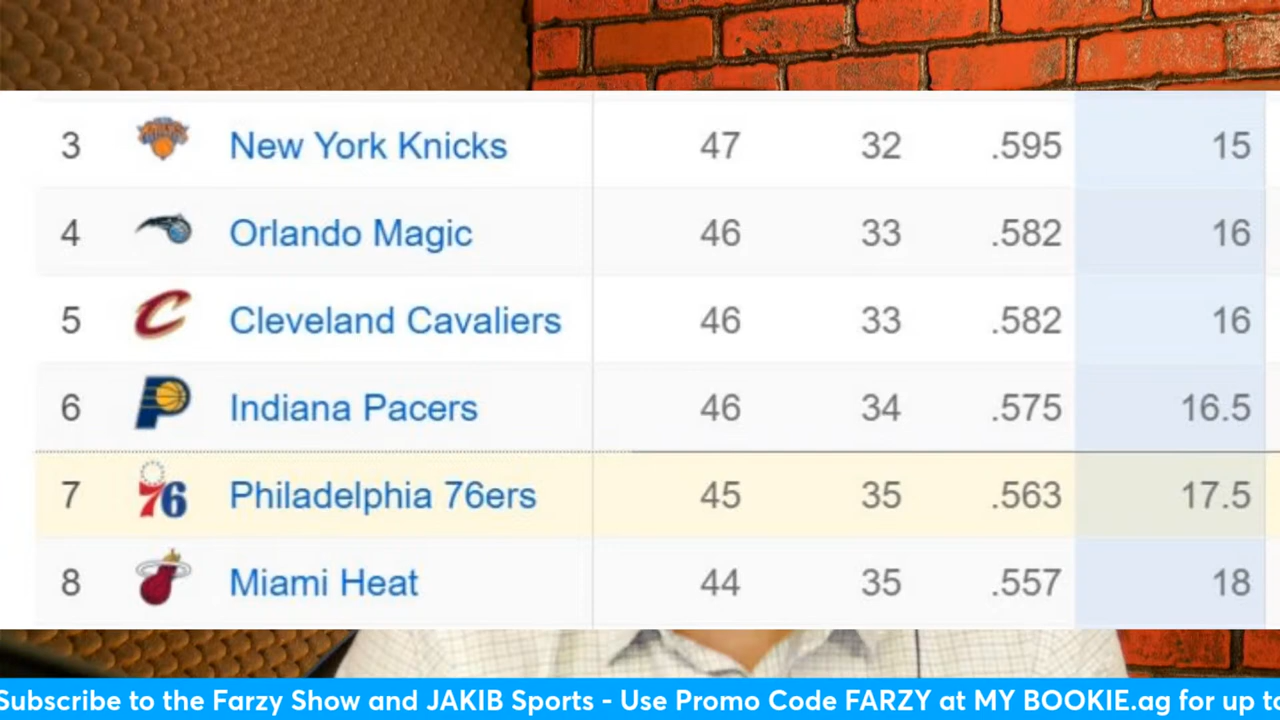 3 New York Knicks 47 32 .595 15
4 Orlando Magic 46 33 .582 16
5 Cleveland Cavaliers 46 33 .582 16
6 Indiana Pacers 46 34 .575 16.5
7 76 Philadelphia 76ers 45 35 .563 17.5
8 Miami Heat 44 35 .557 18
Subscribe to the Farzy Show and JAKIB Sports - Use Promo Code FARZY at MY BOOKIE.ag for up to